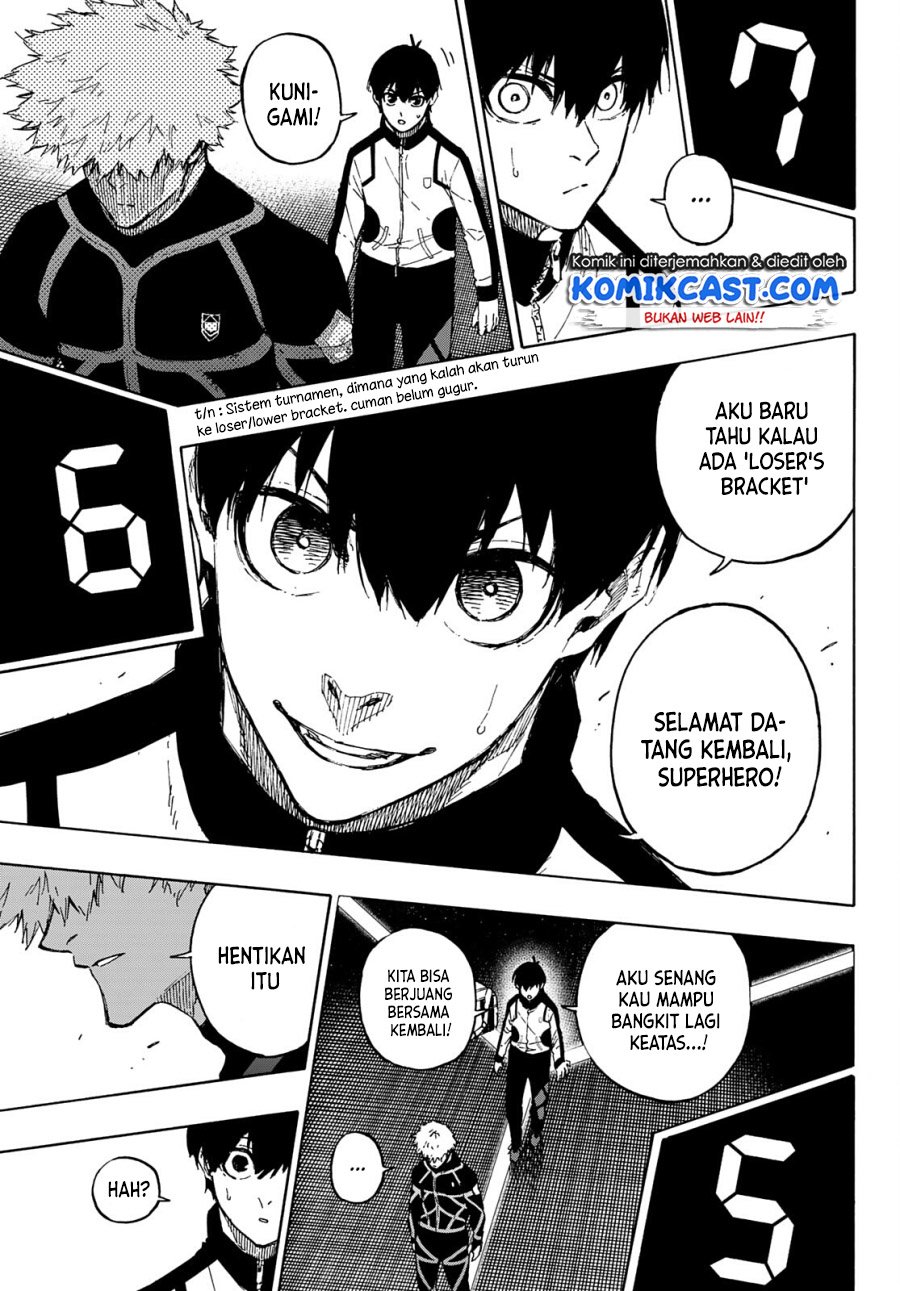 7
...
KUNI-
GAMI!
Komik ini diterjemahkan & diedit oleh
KOMIKCAST.COM
BUKAN WEB LAIN!!
t/n : Sistem turnamen, dimana yang kalah akan turun
ke loser/lower bracket. cuman belum gugur.
AKU BARU
TAHU KALAU
ADA 'LOSER'S
BRACKET'
6
SELAMAT DA-
TANG KEMBALI,
SUPERHERO!
AKU SENANG
KAU MAMPU
BANGKIT LAGI
KEATAS...!
KITA BISA
BERJUANG
BERSAMA
KEMBALI!
...
5
HENTIKAN
ITU
HAH?